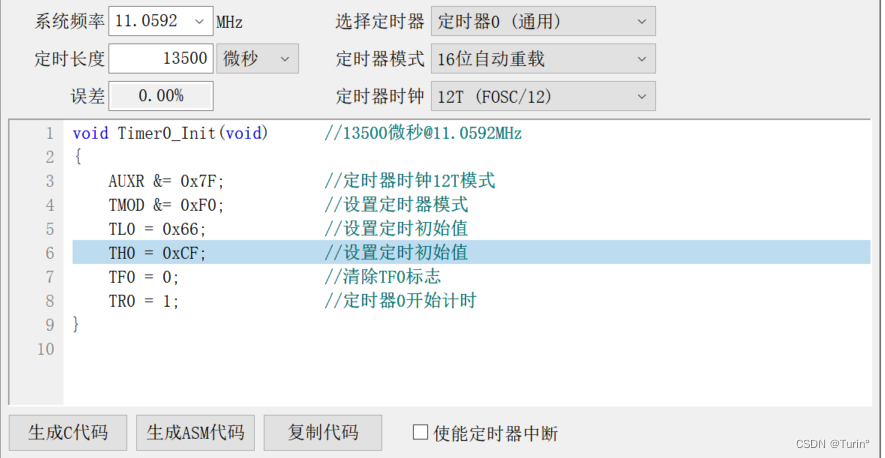 系统频率 11.0592 MHz 选择定时器 定时器0 (通用)
定时长度 13500 微秒 定时器模式 16位自动重载
误差 0.00% 定时器时钟 12T (FOSC/12)
1 void Timer0_Init(void) //13500微秒@11.0592MHz
2 {
3 AUXR &= 0x7F; //定时器时钟12T模式
4 TMOD &= 0xF0; //设置定时器模式
5 TL0 = 0x66; //设置定时初始值
6 TH0 = 0xCF; //设置定时初始值
7 TF0 = 0; //清除TF0标志
8 TR0 = 1; //定时器0开始计时
9 }
10
生成C代码 生成ASM代码 复制代码 使能定时器中断
CSDN @Turin°